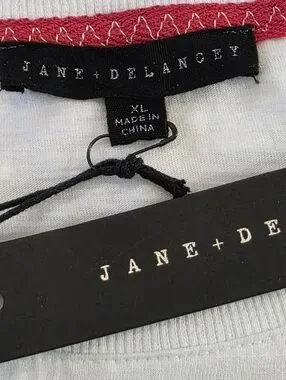 JANE + DELANCEY
XL
MADE IN
CHINA
JANE + DE